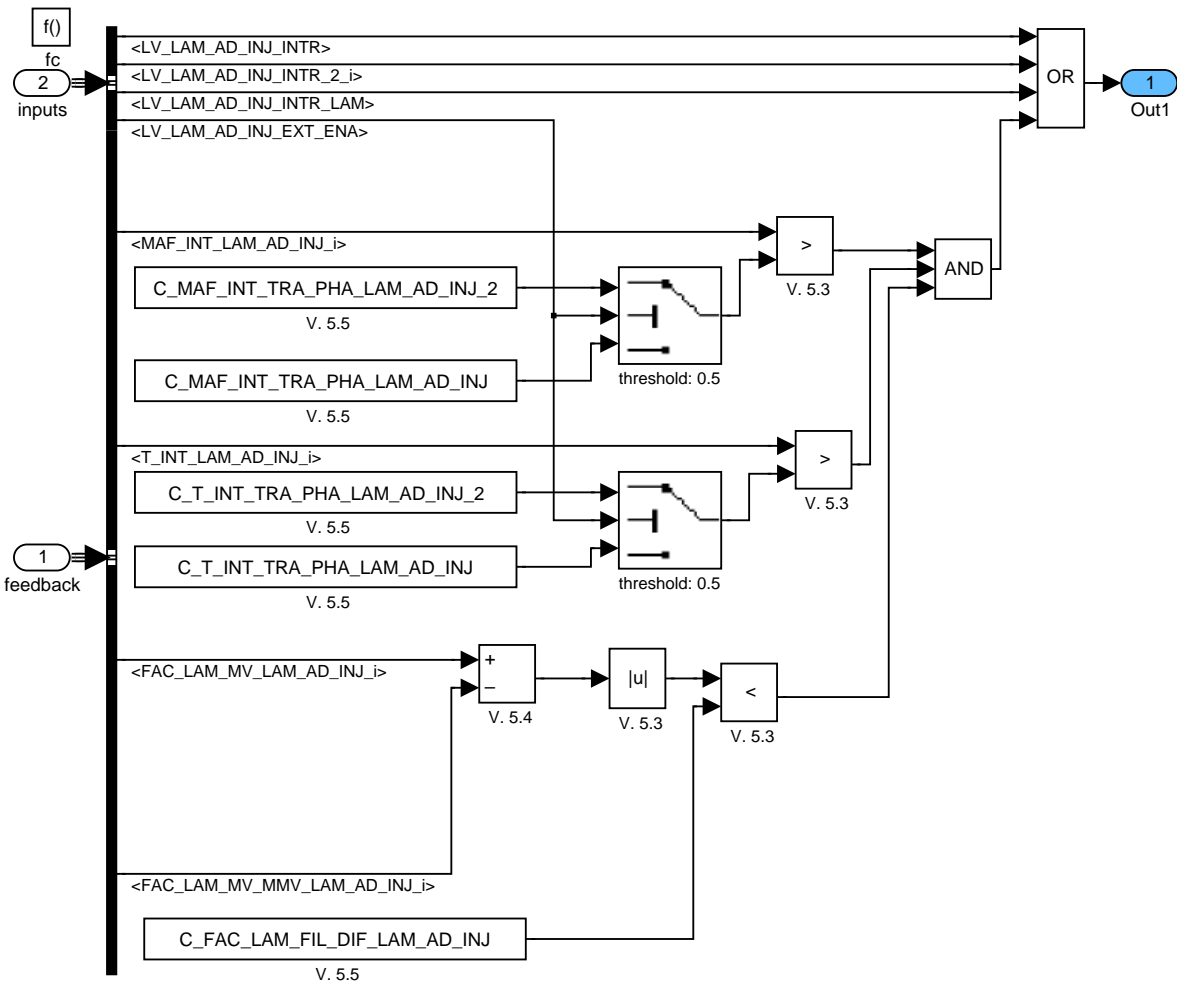 f()
fc
2
inputs
<LV_LAM_AD_INJ_INTR>
<LV_LAM_AD_INJ_INTR_2_i>
<LV_LAM_AD_INJ_INTR_LAM>
<LV_LAM_AD_INJ_EXT_ENA>
OR
1
Out1
<MAF_INT_LAM_AD_INJ_i>
>
V. 5.3
AND
C_MAF_INT_TRA_PHA_LAM_AD_INJ_2
V. 5.5
C_MAF_INT_TRA_PHA_LAM_AD_INJ
V. 5.5
threshold: 0.5
<T_INT_LAM_AD_INJ_i>
>
V. 5.3
C_T_INT_TRA_PHA_LAM_AD_INJ_2
V. 5.5
1
feedback
C_T_INT_TRA_PHA_LAM_AD_INJ
V. 5.5
threshold: 0.5
<FAC_LAM_MV_LAM_AD_INJ_i>
+
−
V. 5.4
|u|
V. 5.3
<
V. 5.3
<FAC_LAM_MV_MMV_LAM_AD_INJ_i>
C_FAC_LAM_FIL_DIF_LAM_AD_INJ
V. 5.5